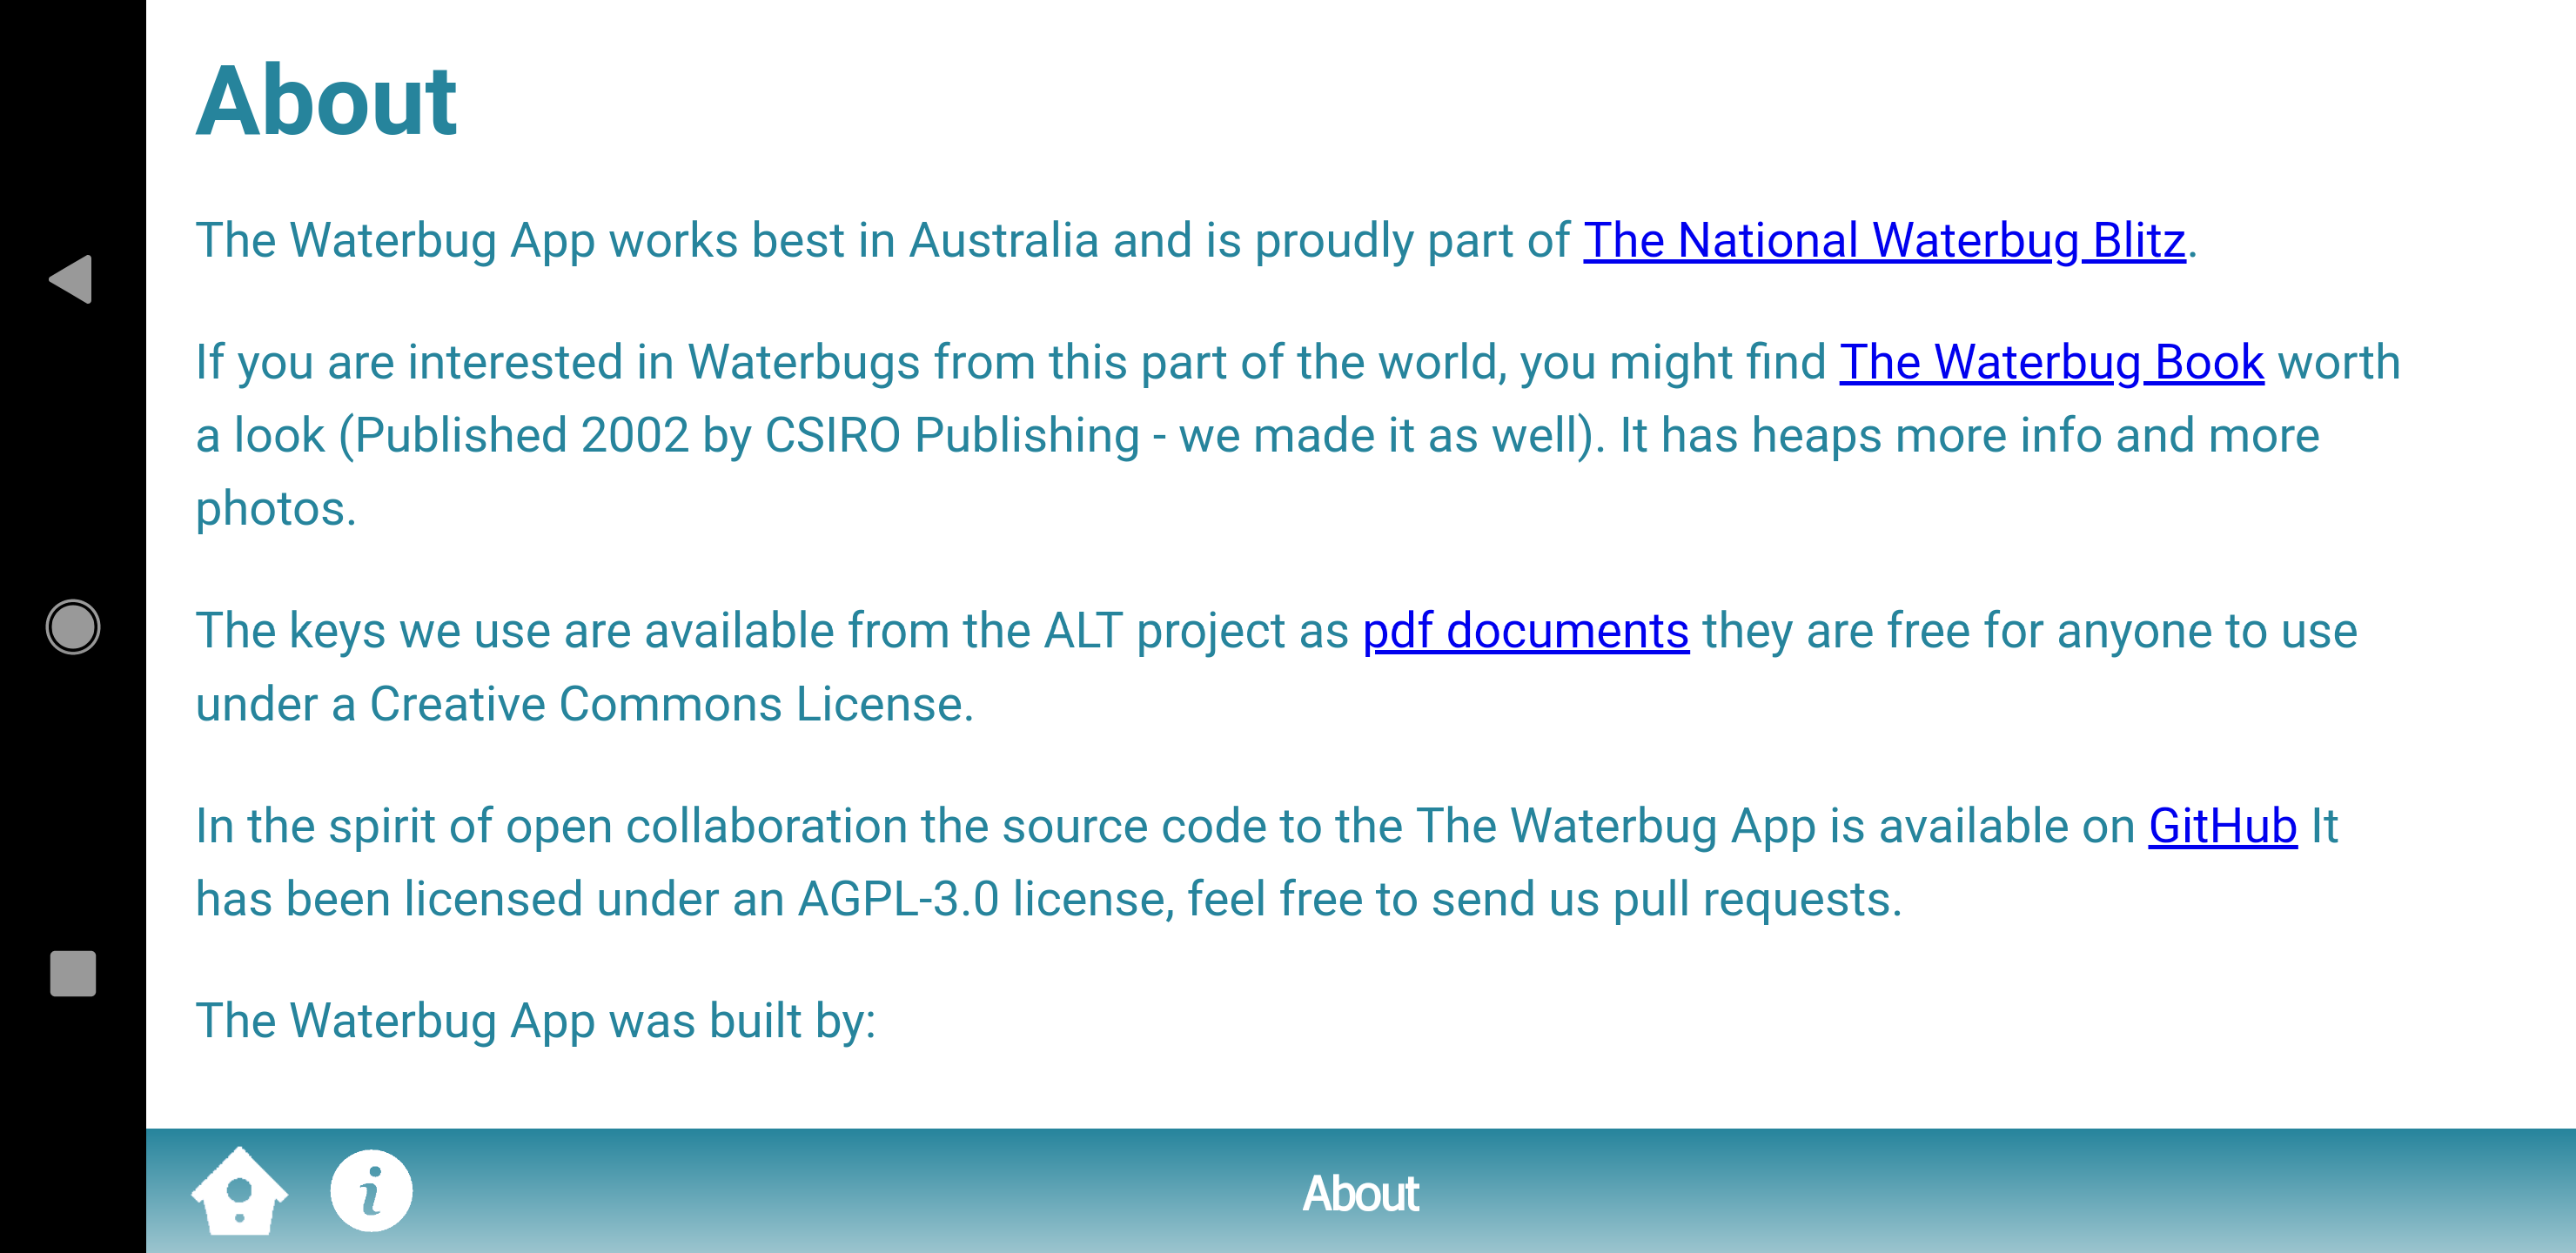 About
The Waterbug App works best in Australia and is proudly part of The National Waterbug Blitz.
If you are interested in Waterbugs from this part of the world, you might find The Waterbug Book worth
a look (Published 2002 by CSIRO Publishing - we made it as well). It has heaps more info and more
photos.
The keys we use are available from the ALT project as pdf documents they are free for anyone to use
under a Creative Commons License.
In the spirit of open collaboration the source code to the The Waterbug App is available on GitHub It
has been licensed under an AGPL-3.0 license, feel free to send us pull requests.
The Waterbug App was built by:
i
About